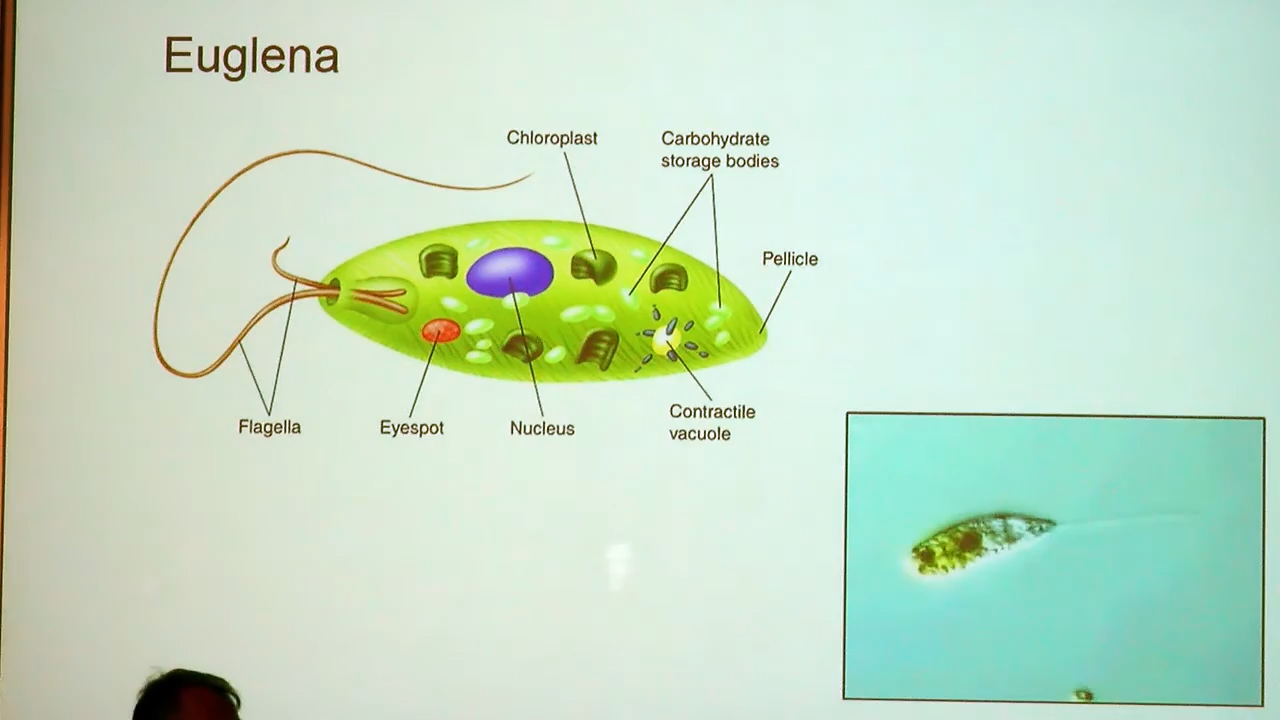 Euglena
Chloroplast
Carbohydrate
storage bodies
Pellicle
Flagella
Eyespot
Nucleus
Contractile
vacuole